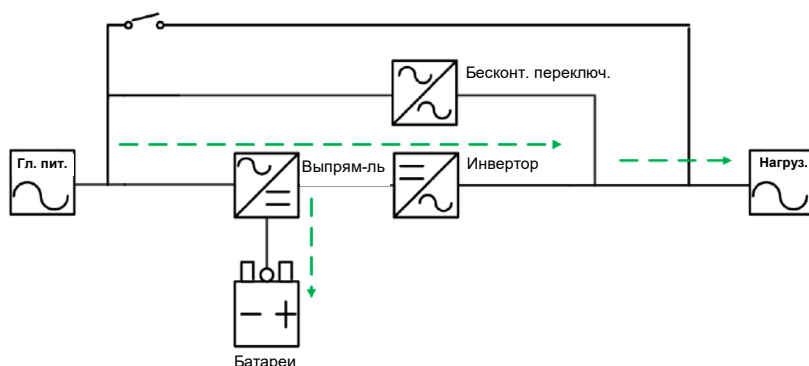 Бесконт. переключ.
Гл. пит.
Выпрям-ль
Инвертор
Нагруз.
Батареи